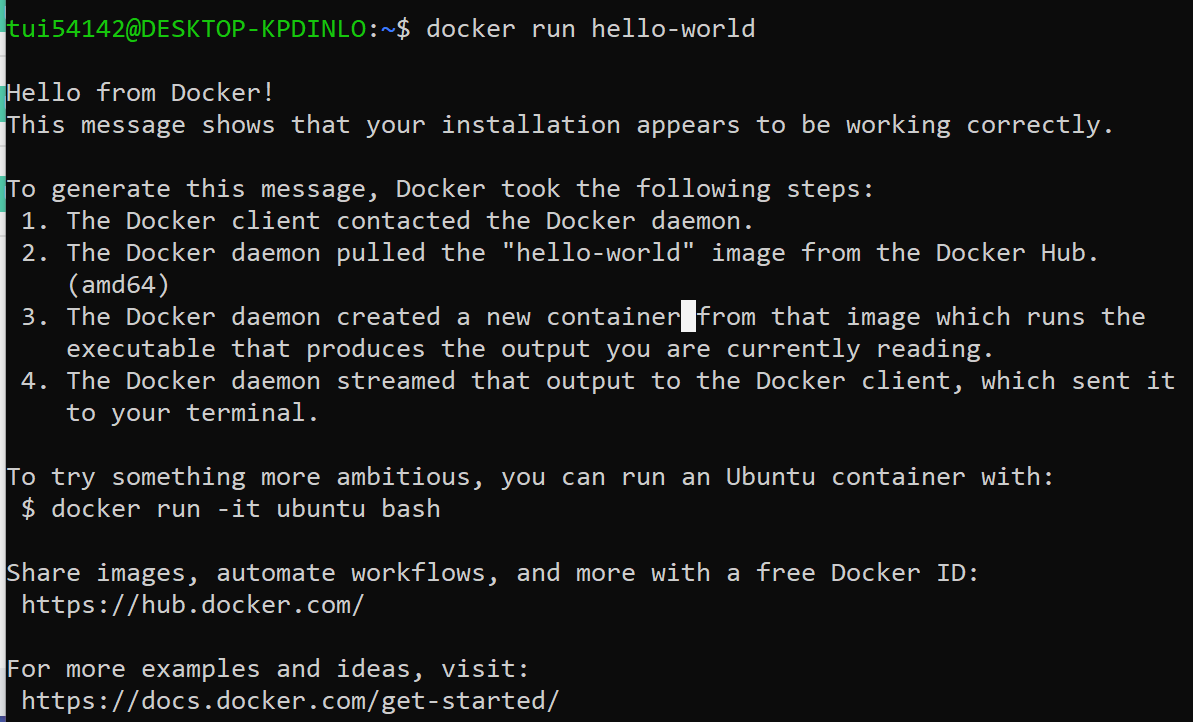 tui54142@DESKTOP-KPDINLO:~$ docker run hello-world
Hello from Docker!
This message shows that your installation appears to be working correctly.
To generate this message, Docker took the following steps:
1. The Docker client contacted the Docker daemon.
2. The Docker daemon pulled the "hello-world" image from the Docker Hub.
(amd64)
3. The Docker daemon created a new container from that image which runs the
executable that produces the output you are currently reading.
4. The Docker daemon streamed that output to the Docker client, which sent it
to your terminal.
To try something more ambitious, you can run an Ubuntu container with:
$ docker run -it ubuntu bash
Share images, automate workflows, and more with a free Docker ID:
https://hub.docker.com/
For more examples and ideas, visit:
https://docs.docker.com/get-started/